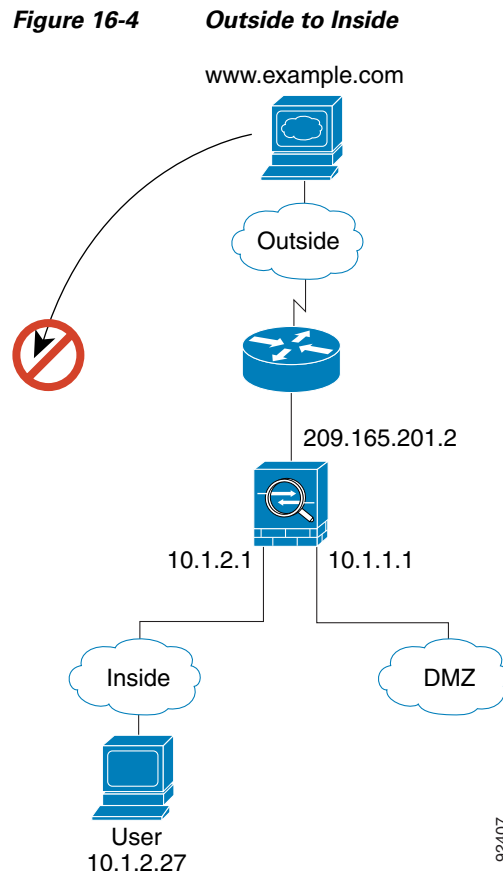 Figure 16-4 Outside to Inside
www.example.com
Outside
209.165.201.2
10.1.2.1 10.1.1.1
Inside DMZ
User
10.1.2.27
92407